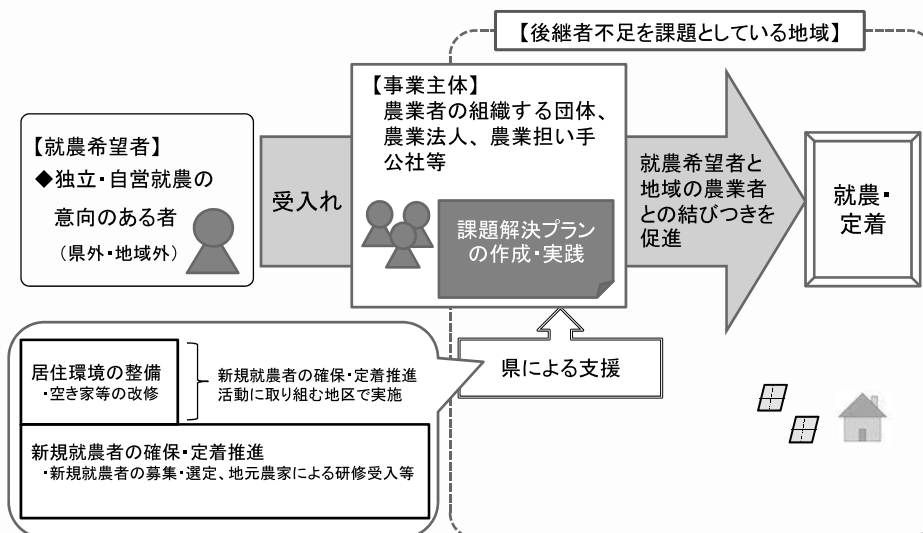 【後継者不足を課題としている地域】
【就農希望者】
◆独立・自営就農の
意向のある者
（県外・地域外）
受入れ
【事業主体】
農業者の組織する団体、
農業法人、農業担い手
公社等
課題解決プラン
の作成・実践
就農希望者と
地域の農業者
との結びつきを
促進
就農・
定着
県による支援
居住環境の整備
・空き家等の改修
新規就農者の確保・定着推進
活動に取り組む地区で実施
新規就農者の確保・定着推進
・新規就農者の募集・選定、地元農家による研修受入等